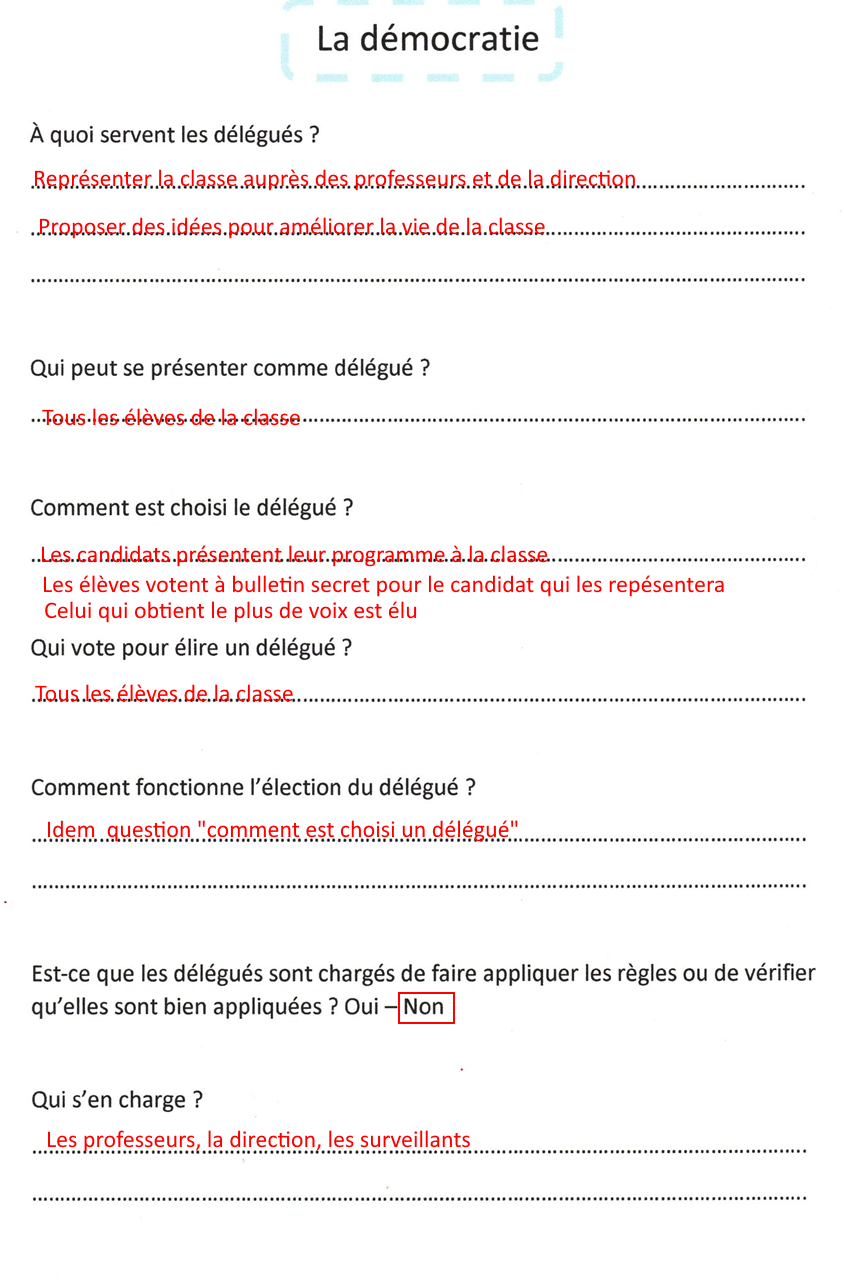 La démocratie
À quoi servent les délégués ?
Représenter la classe auprès des professeurs et de la direction
Proposer des idées pour améliorer la vie de la classe
Qui peut se présenter comme délégué ?
Tous les élèves de la classe
Comment est choisi le délégué ?
Les candidats présentent leur programme à la classe
Les élèves votent à bulletin secret pour le candidat qui les repésentera
Celui qui obtient le plus de voix est élu
Qui vote pour élire un délégué ?
Tous les élèves de la classe
Comment fonctionne l’élection du délégué ?
Idem question "comment est choisi un délégué"
Est-ce que les délégués sont chargés de faire appliquer les règles ou de vérifier
qu’elles sont bien appliquées ? Oui – Non
Qui s’en charge ?
Les professeurs, la direction, les surveillants